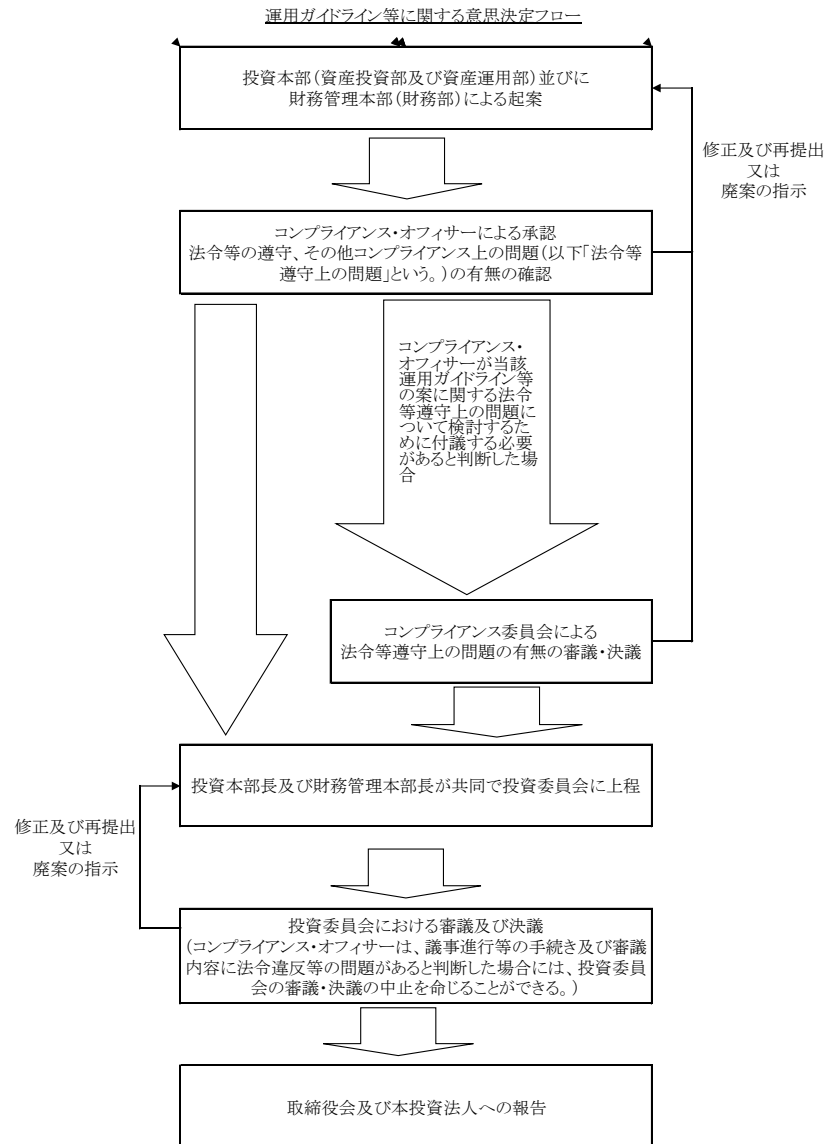 運用ガイドライン等に関する意思決定フロー
投資本部（資産投資部及び資産運用部）並びに
財務管理本部（財務部）による起案
修正及び再提出
又は
廃案の指示
コンプライアンス・オフィサーによる承認
法令等の遵守、その他コンプライアンス上の問題（以下「法令等
遵守上の問題」という。）の有無の確認
コンプライアンス・
オフィサーが当該
運用ガイドライン等
の案に関する法令
等遵守上の問題に
ついて検討するた
めに付議する必要
があると判断した場
合
コンプライアンス委員会による
法令等遵守上の問題の有無の審議・決議
投資本部長及び財務管理本部長が共同で投資委員会に上程
修正及び再提出
又は
廃案の指示
投資委員会における審議及び決議
（コンプライアンス・オフィサーは、議事進行等の手続き及び審議
内容に法令違反等の問題があると判断した場合には、投資委員
会の審議・決議の中止を命じることができる。）
取締役会及び本投資法人への報告